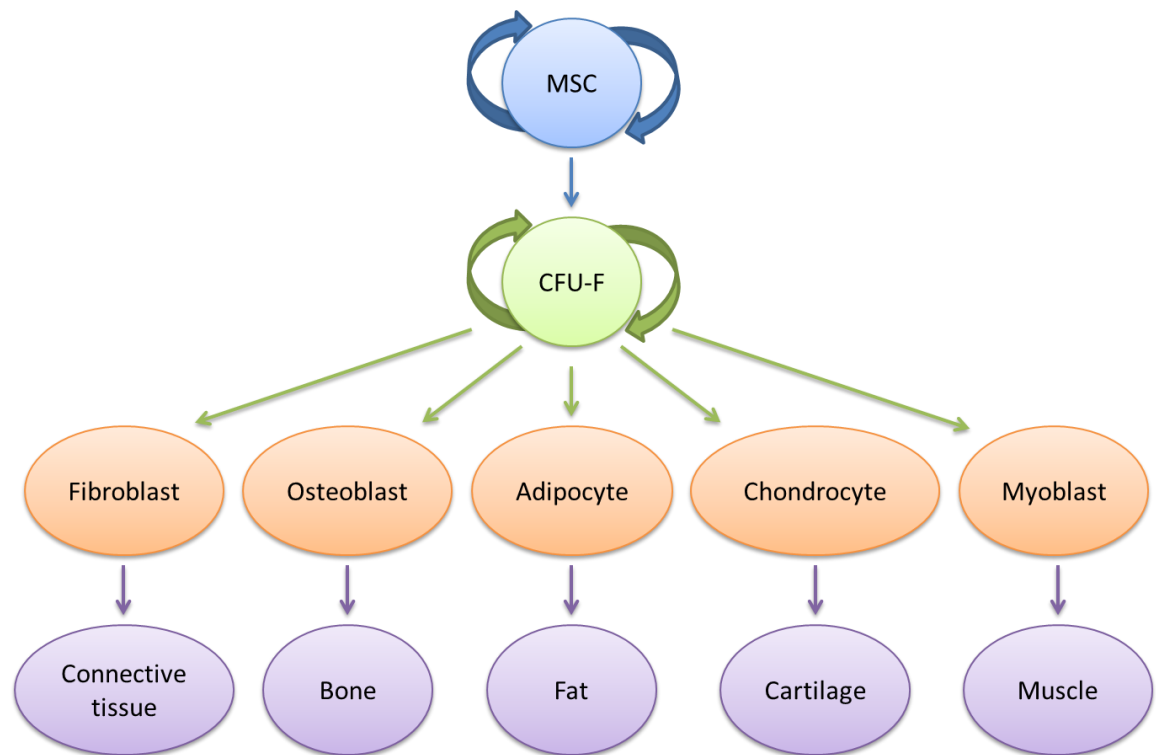 MSC
CFU-F
Fibroblast
Osteoblast
Adipocyte
Chondrocyte
Myoblast
Connective
tissue
Bone
Fat
Cartilage
Muscle